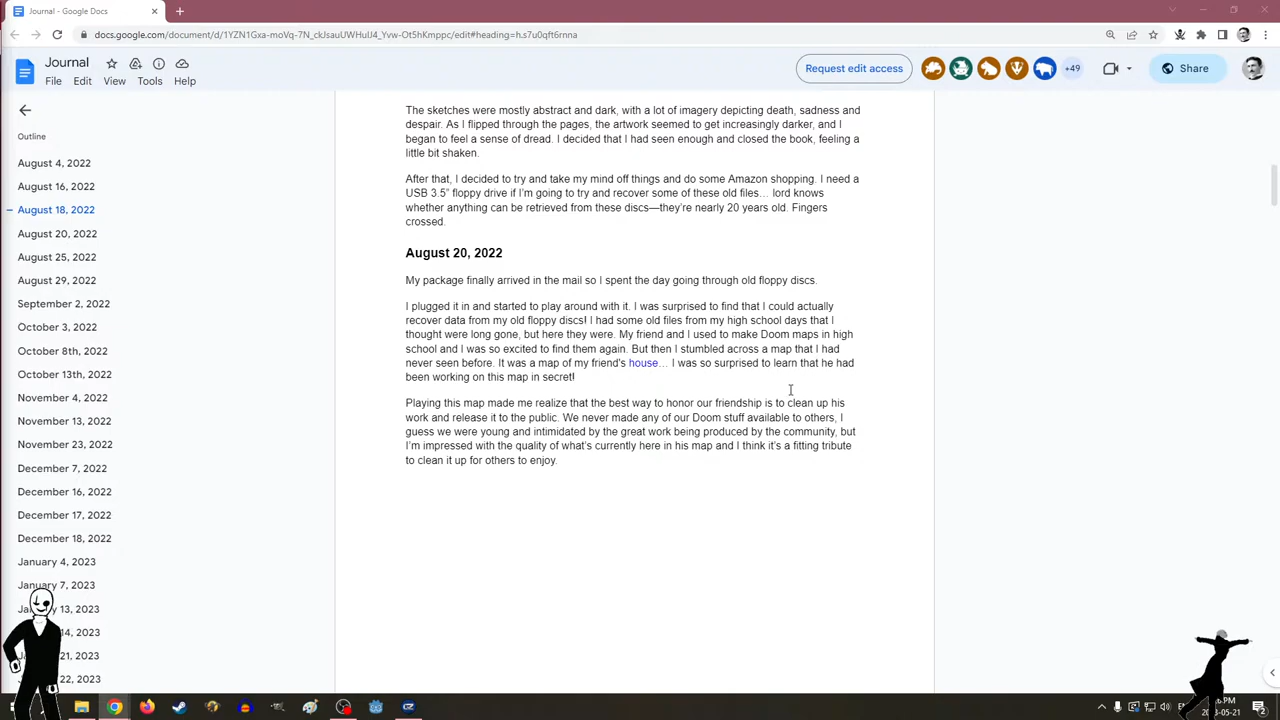 Journal - Google Docs
docs.google.com/document/d/1YZN1Gxa-moVq-7N_ckJsauUWHuIJ4_Yvw-Ot5hKmppc/edit#heading=h.s7u0qft6rnna
Journal
File Edit View Tools Help
Request edit access
+49
Share
Outline
August 4, 2022
August 16, 2022
August 18, 2022
August 20, 2022
August 25, 2022
August 29, 2022
September 2, 2022
October 3, 2022
October 8th, 2022
October 13th, 2022
November 4, 2022
November 13, 2022
November 23, 2022
December 7, 2022
December 16, 2022
December 17, 2022
December 18, 2022
January 4, 2023
January 7, 2023
13, 2023
14, 2023
21, 2023
22, 2023
The sketches were mostly abstract and dark, with a lot of imagery depicting death, sadness and
despair. As I flipped through the pages, the artwork seemed to get increasingly darker, and I
began to feel a sense of dread. I decided that I had seen enough and closed the book, feeling a
little bit shaken.
After that, I decided to try and take my mind off things and do some Amazon shopping. I need a
USB 3.5” floppy drive if I’m going to try and recover some of these old files… lord knows
whether anything can be retrieved from these discs—they’re nearly 20 years old. Fingers
crossed.
August 20, 2022
My package finally arrived in the mail so I spent the day going through old floppy discs.
I plugged it in and started to play around with it. I was surprised to find that I could actually
recover data from my old floppy discs! I had some old files from my high school days that I
thought were long gone, but here they were. My friend and I used to make Doom maps in high
school and I was so excited to find them again. But then I stumbled across a map that I had
never seen before. It was a map of my friend's house… I was so surprised to learn that he had
been working on this map in secret!
Playing this map made me realize that the best way to honor our friendship is to clean up his
work and release it to the public. We never made any of our Doom stuff available to others, I
guess we were young and intimidated by the great work being produced by the community, but
I’m impressed with the quality of what’s currently here in his map and I think it’s a fitting tribute
to clean it up for others to enjoy.